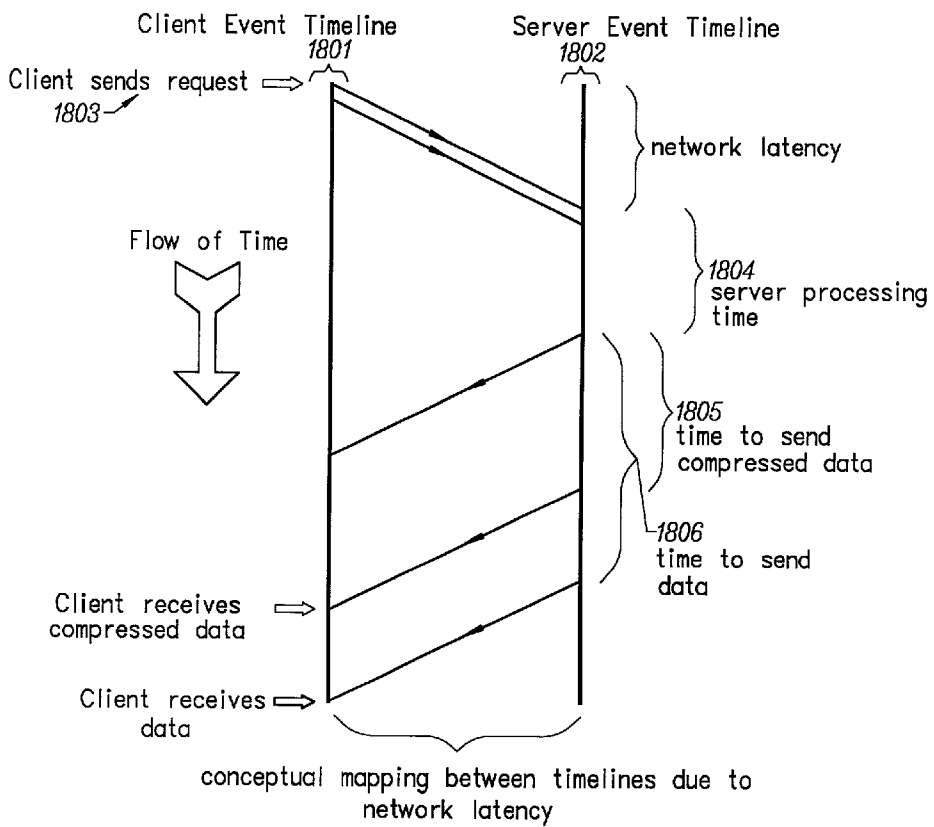 Client Event Timeline
1801
Server Event Timeline
1802
Client sends request
1803
network latency
Flow of Time
1804
server processing
time
1805
time to send
compressed data
1806
time to send
data
Client receives
compressed data
Client receives
data
conceptual mapping between timelines due to
network latency